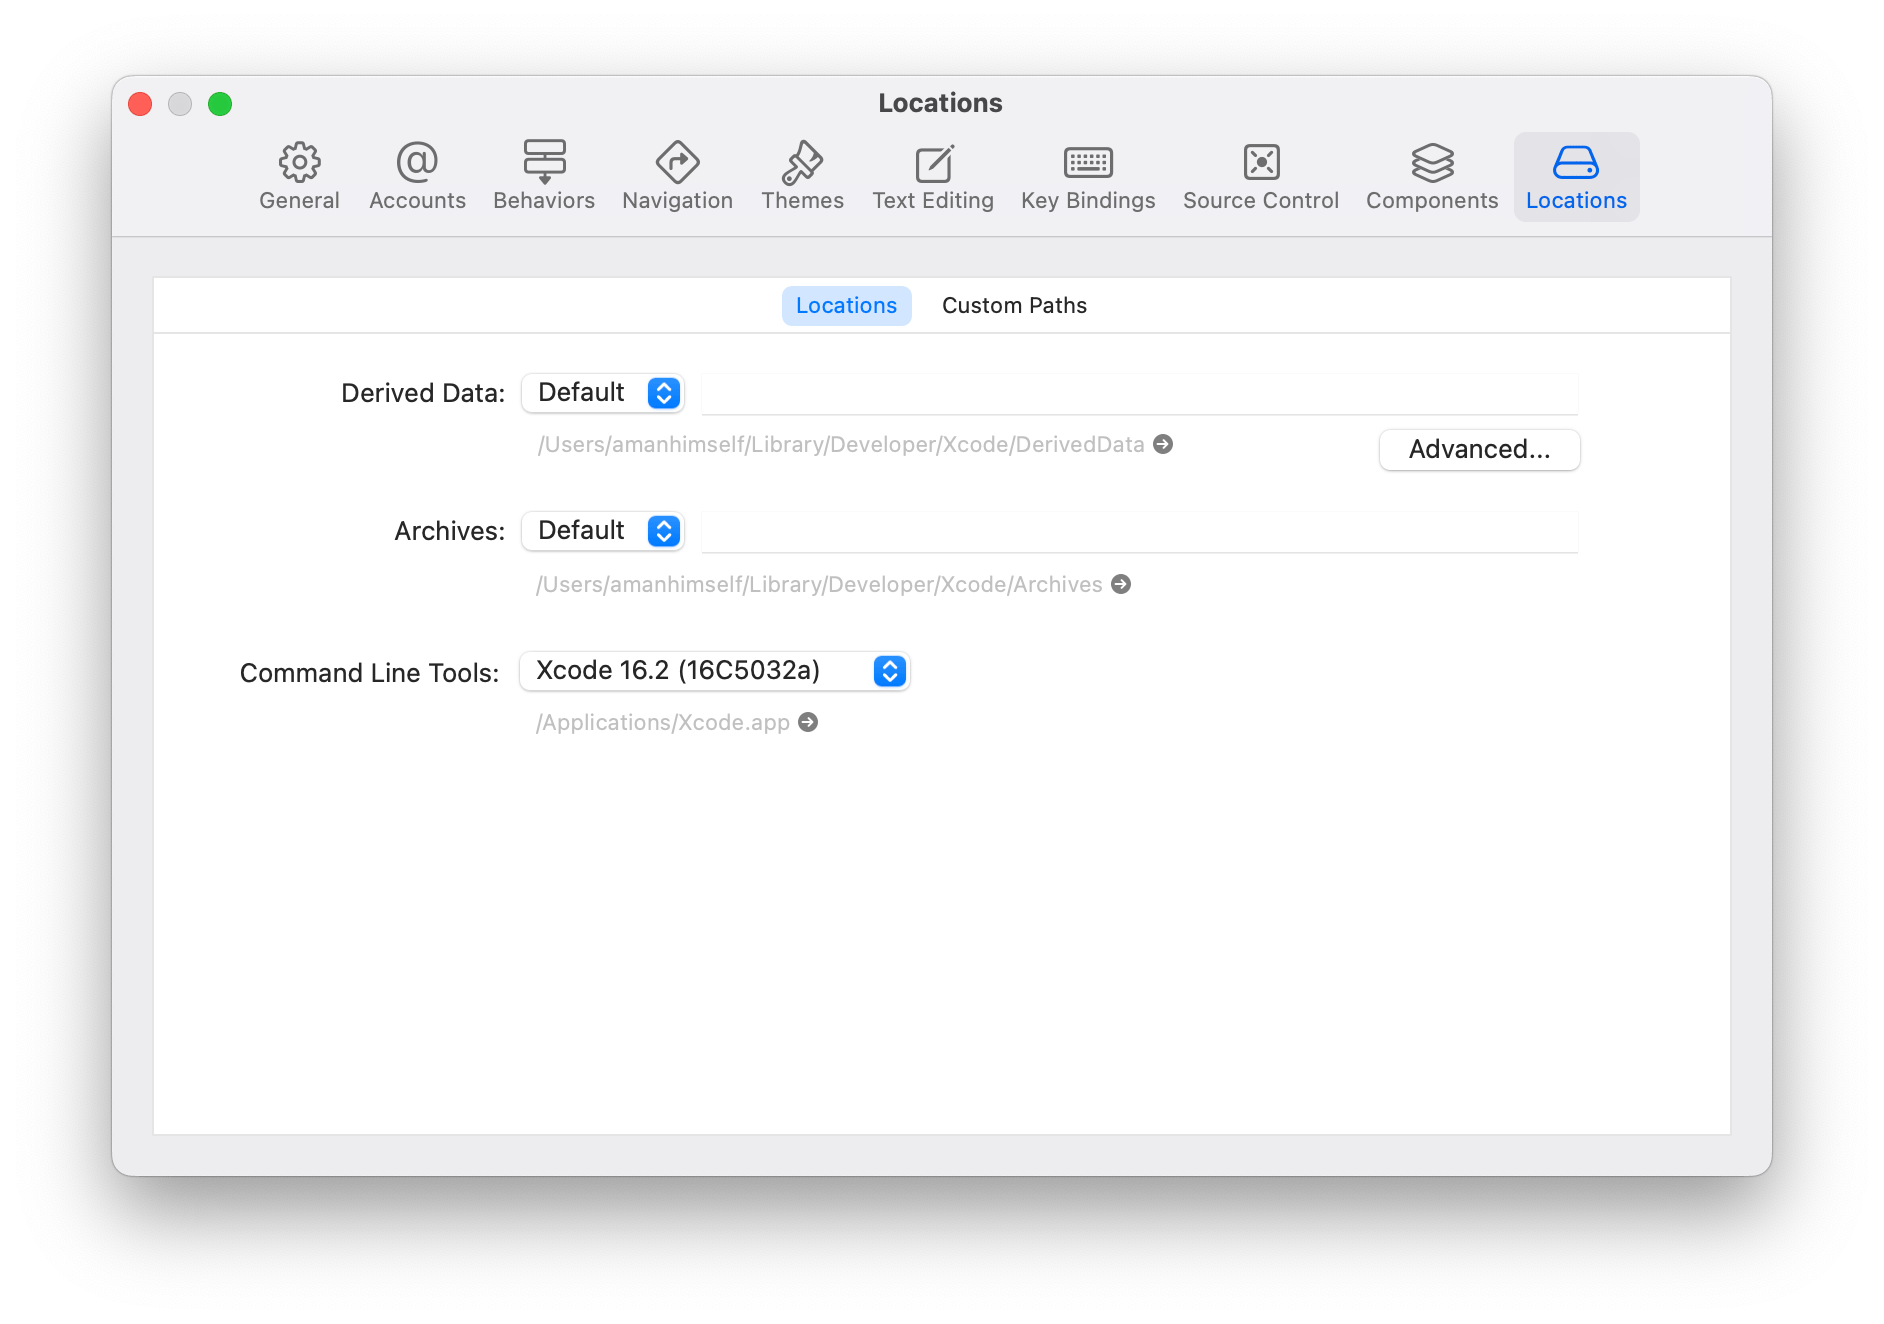 Locations
General Accounts Behaviors Navigation Themes Text Editing Key Bindings Source Control Components Locations
Locations Custom Paths
Derived Data: Default
/Users/amanhimself/Library/Developer/Xcode/DerivedData
Advanced...
Archives: Default
/Users/amanhimself/Library/Developer/Xcode/Archives
Command Line Tools: Xcode 16.2 (16C5032a)
/Applications/Xcode.app